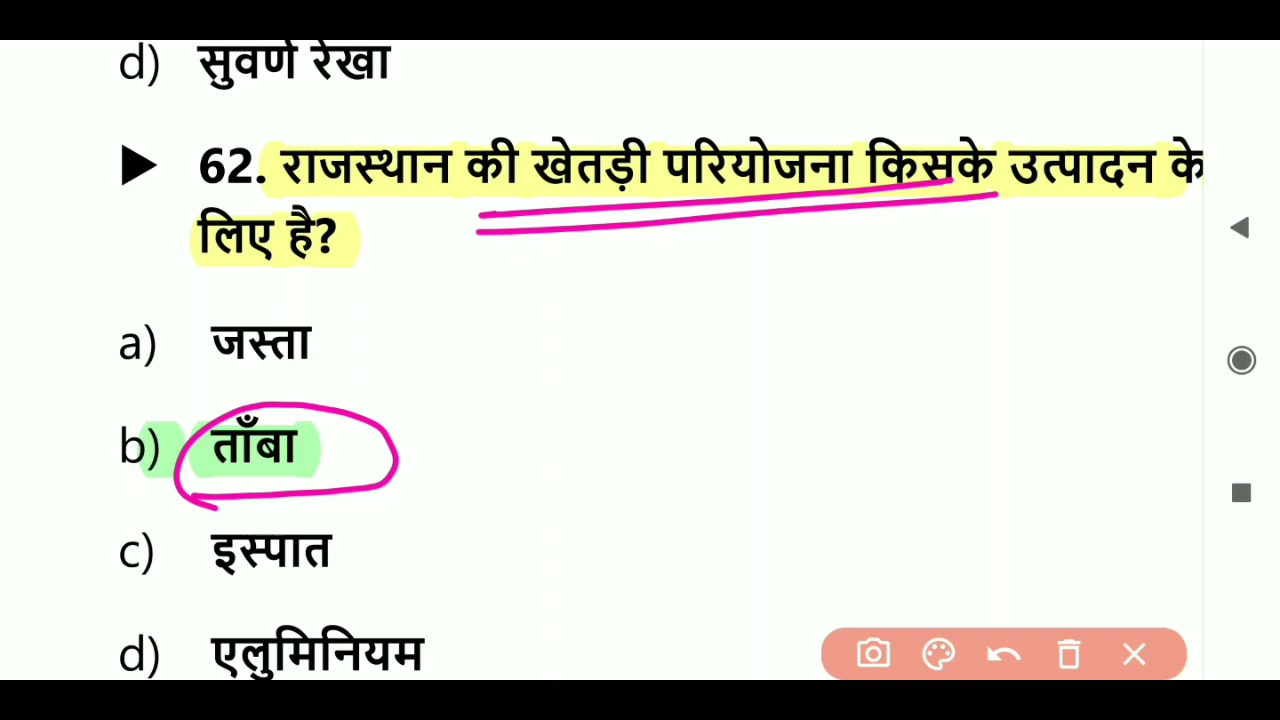 d) सुवर्ण रेखा
▶ 62. राजस्थान की खेतड़ी परियोजना किसके उत्पादन के
लिए है?
a) जस्ता
b) ताँबा
c) इस्पात
d) एलुमिनियम